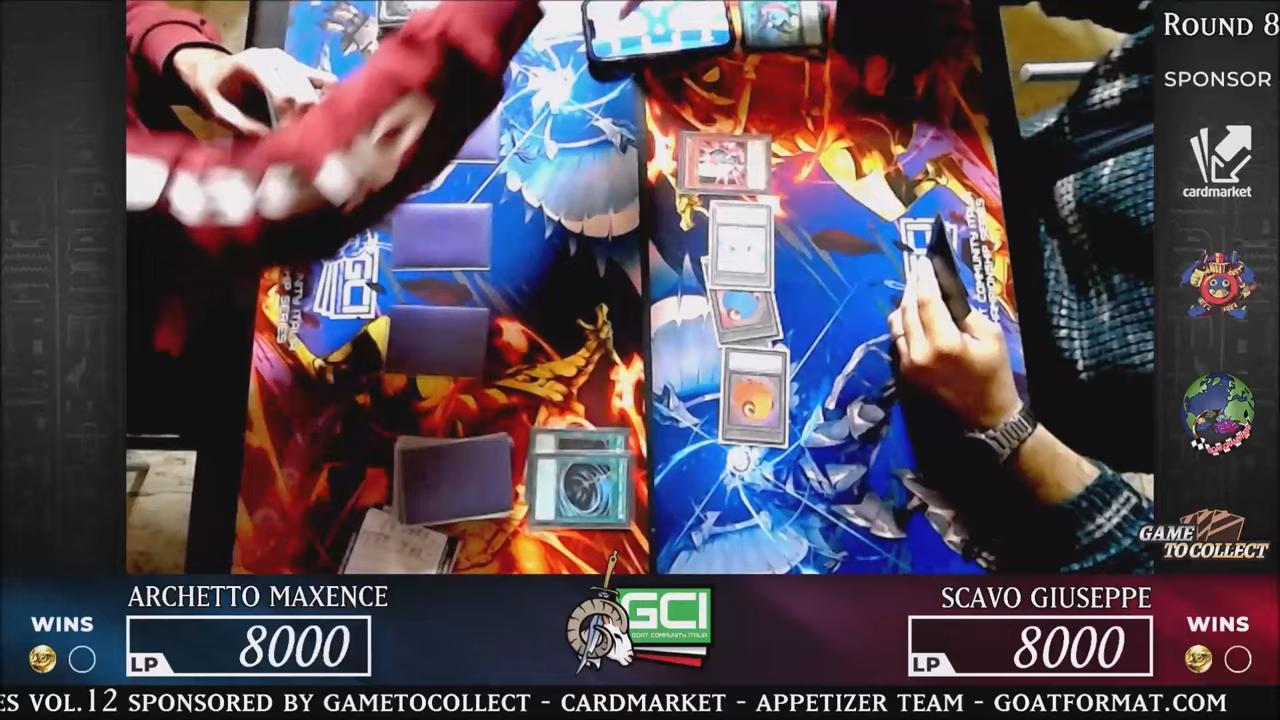 ROUND 8
SPONSOR
cardmarket
GCI
GAME
TO COLLECT
ARCHETTO MAXENCE
SCAVO GIUSEPPE
WINS
LP 8000
GCI
GOAT COMMUNITY ITALIA
LP 8000
WINS
ES VOL.12 SPONSORED BY GAMETOCOLLECT - CARDMARKET - APPETIZER TEAM - GOATFORMAT.COM